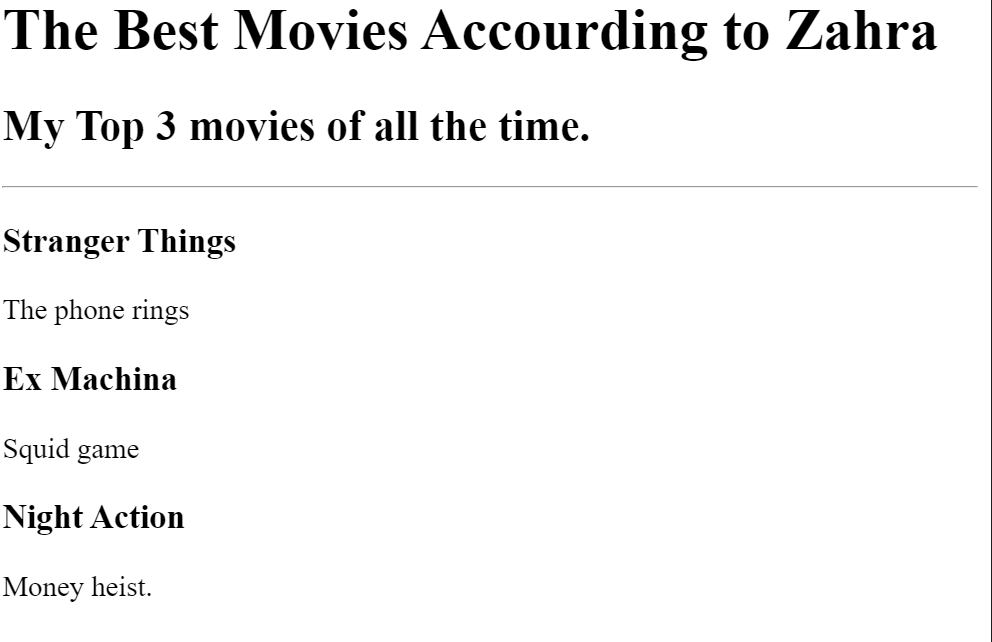 The Best Movies Accourding to Zahra
My Top 3 movies of all the time.
Stranger Things
The phone rings
Ex Machina
Squid game
Night Action
Money heist.